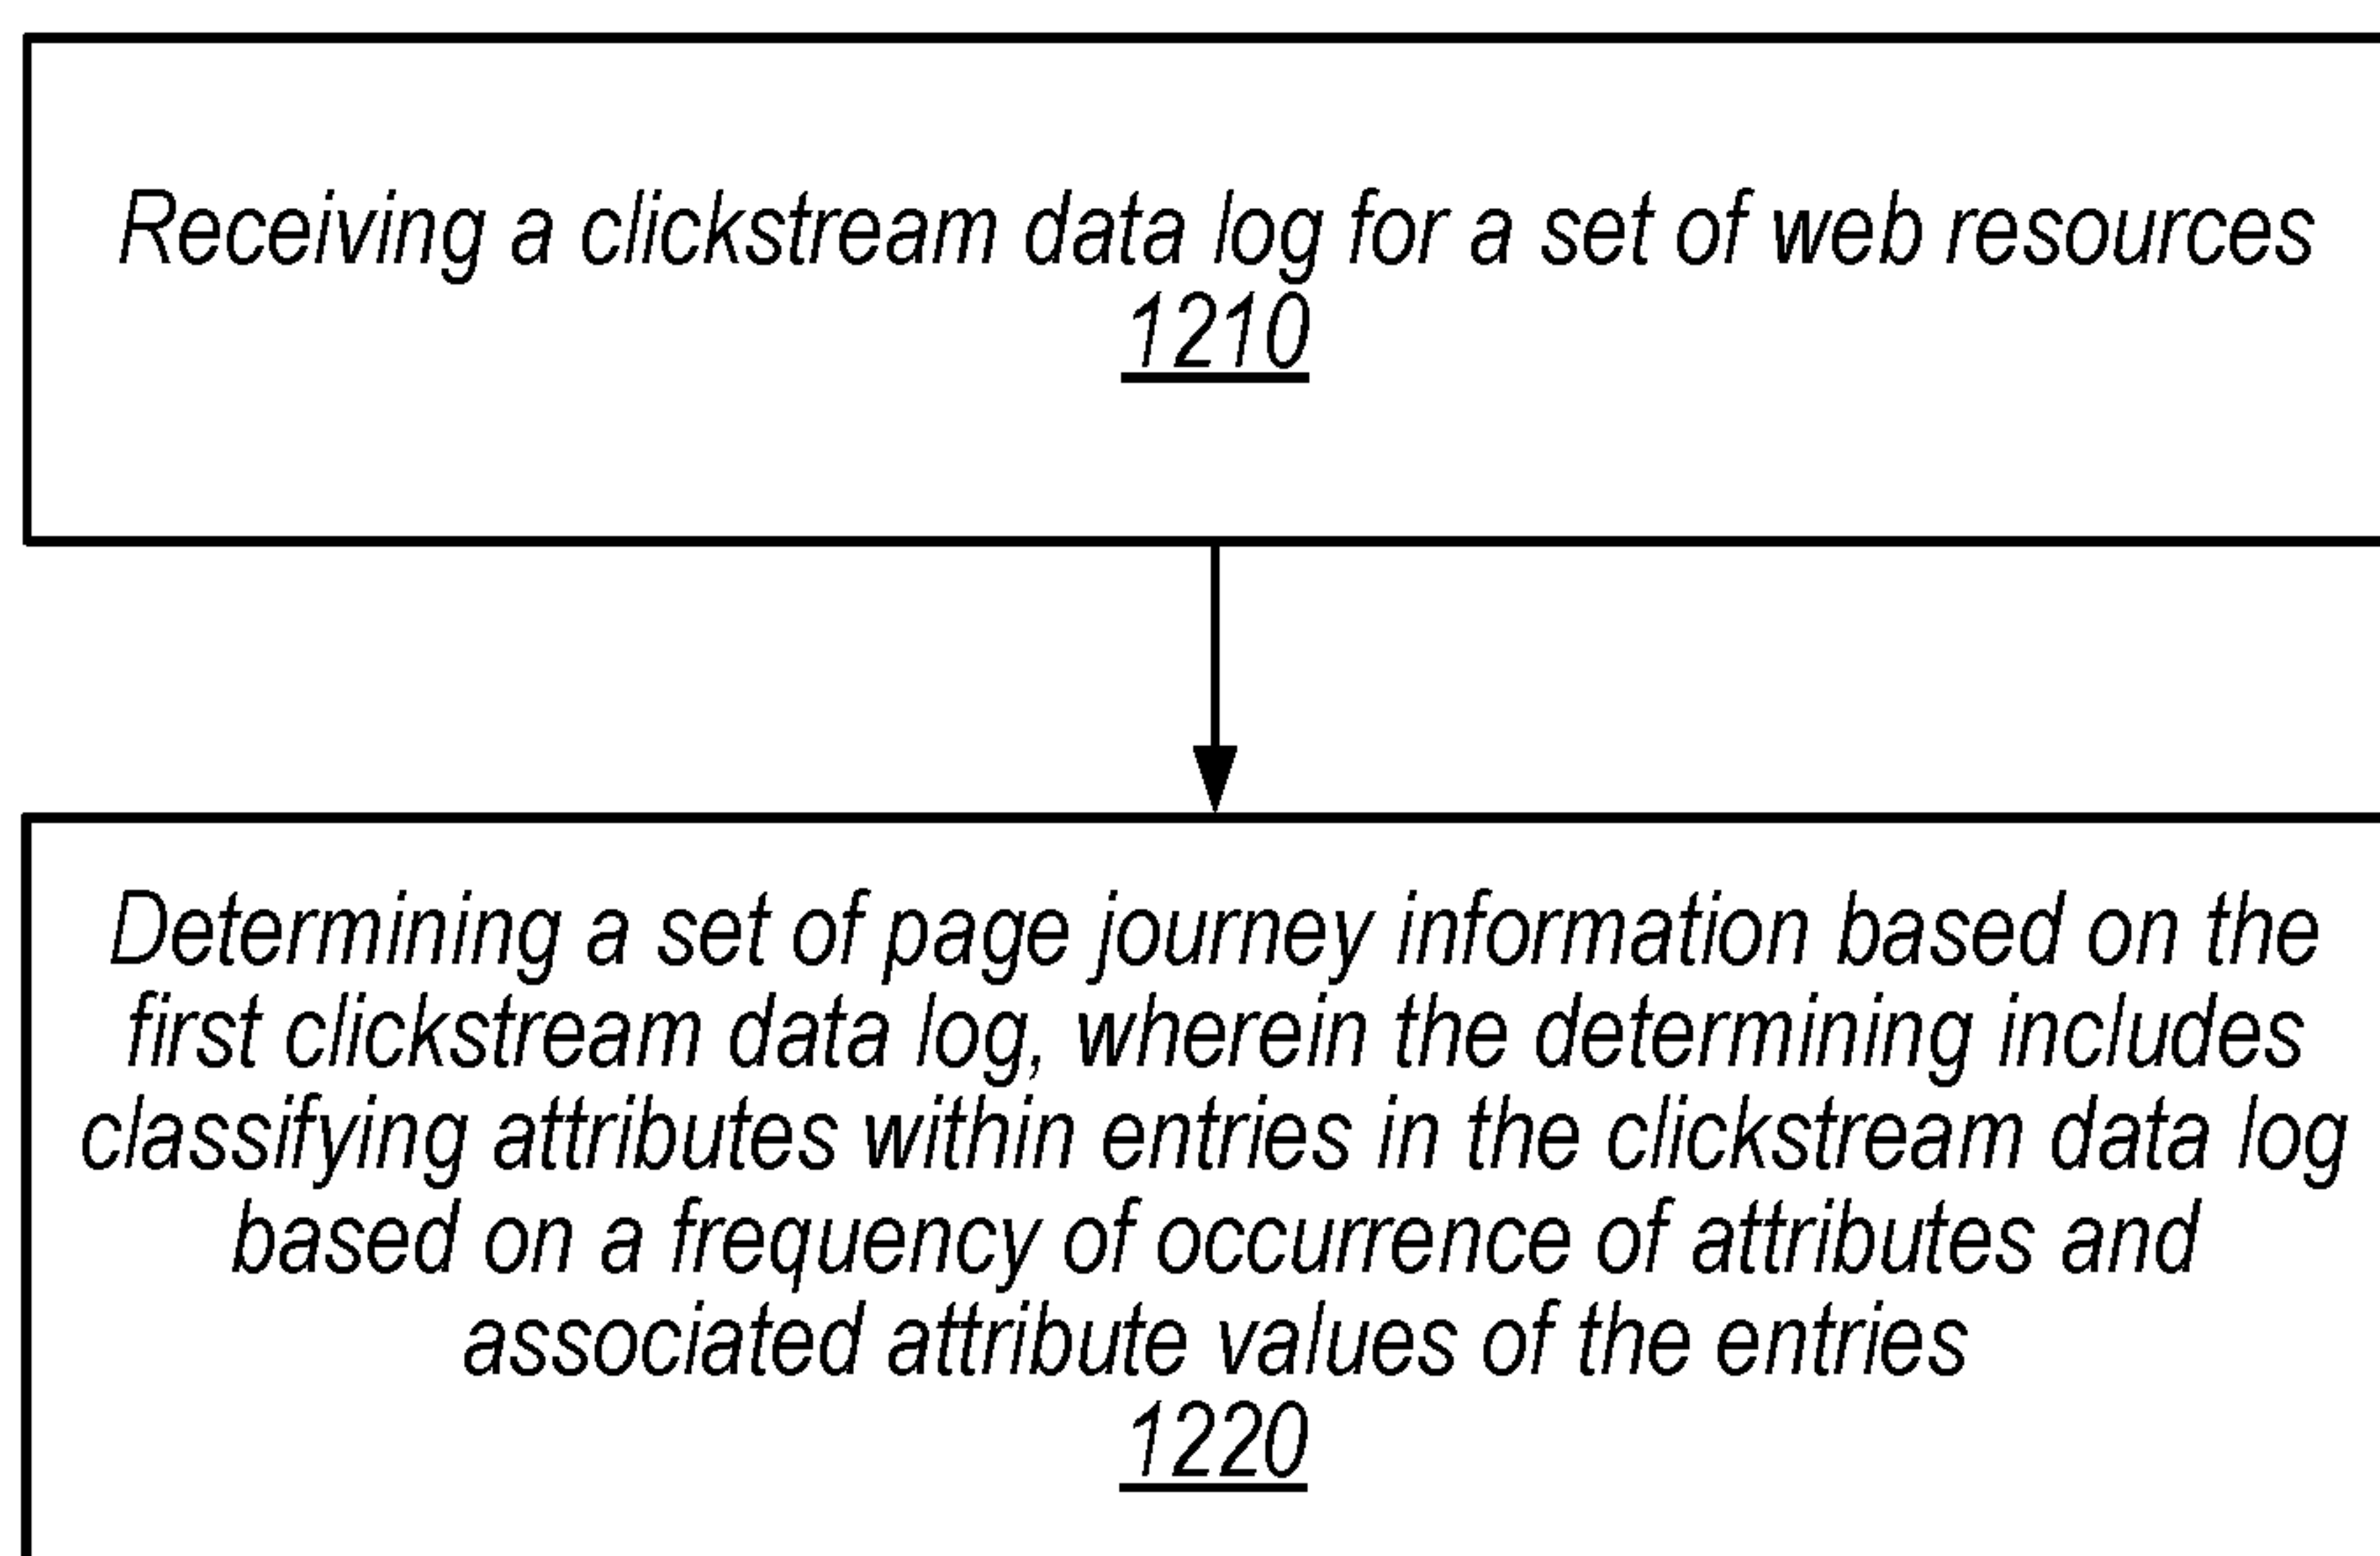 Receiving a clickstream data log for a set of web resources
1210
Determining a set of page journey information based on the
first clickstream data log, wherein the determining includes
classifying attributes within entries in the clickstream data log
based on a frequency of occurrence of attributes and
associated attribute values of the entries
1220